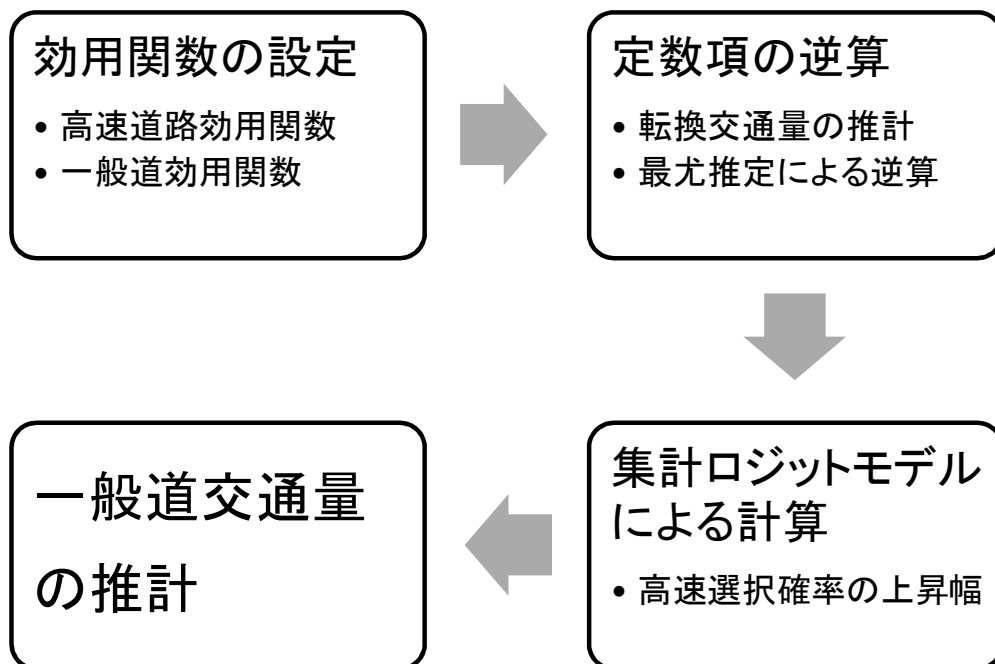 効用関数の設定
• 高速道路効用関数
• 一般道効用関数
定数項の逆算
• 転換交通量の推計
• 最尤推定による逆算
集計ロジットモデル
による計算
• 高速選択確率の上昇幅
一般道交通量
の推計